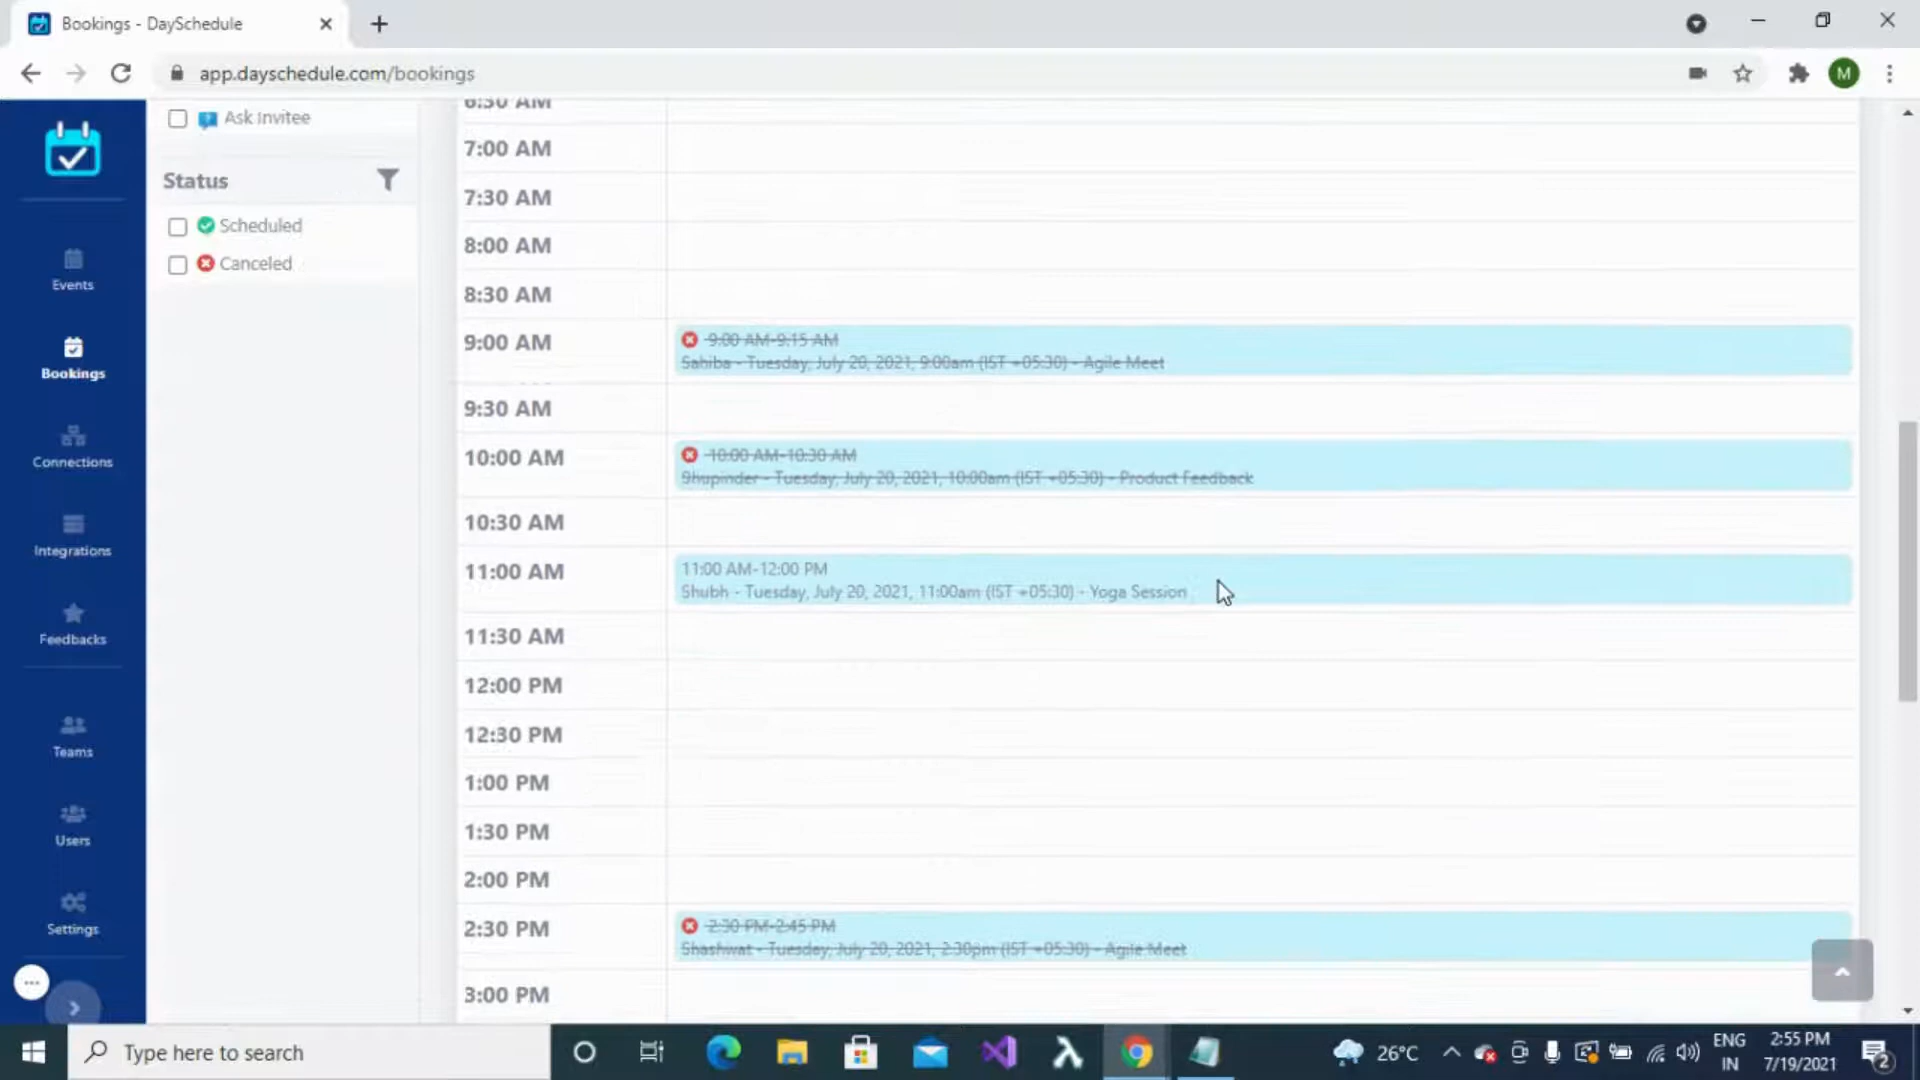 Bookings - DaySchedule
app.dayschedule.com/bookings
M
Events
Bookings
Connections
Integrations
Feedbacks
Teams
Users
Settings
Ask Invitee
Status
Scheduled
Canceled
6:30 AM
7:00 AM
7:30 AM
8:00 AM
8:30 AM
9:00 AM
9:00 AM-9:15 AM
Sahiba - Tuesday, July 20, 2021, 9:00am (IST +05:30) - Agile Meet
9:30 AM
10:00 AM
10:00 AM-10:30 AM
Bhupinder - Tuesday, July 20, 2021, 10:00am (IST +05:30) - Product Feedback
10:30 AM
11:00 AM
11:00 AM-12:00 PM
Shubh - Tuesday, July 20, 2021, 11:00am (IST +05:30) - Yoga Session
11:30 AM
12:00 PM
12:30 PM
1:00 PM
1:30 PM
2:00 PM
2:30 PM
2:30 PM-2:45 PM
Shashwat - Tuesday, July 20, 2021, 2:30pm (IST +05:30) - Agile Meet
3:00 PM
Type here to search
26°C
ENG
IN
2:55 PM
7/19/2021
2